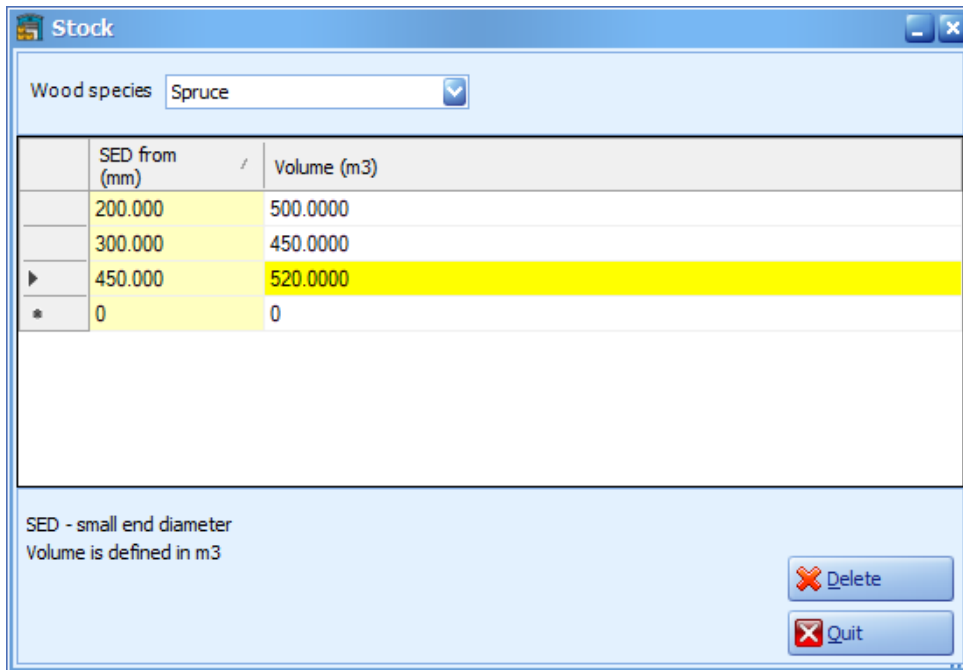 Stock
Wood species Spruce
SED from
(mm)
Volume (m3)
200.000 500.0000
300.000 450.0000
450.000 520.0000
0 0
SED - small end diameter
Volume is defined in m3
Delete
Quit